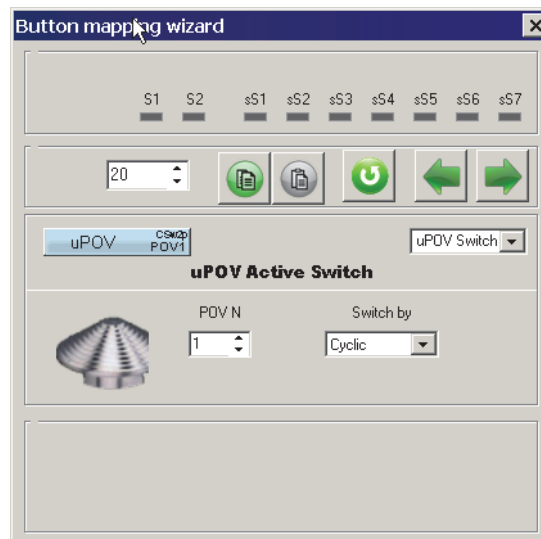 Button mapping wizard
S1 S2 sS1 sS2 sS3 sS4 sS5 sS6 sS7
20
uPOV CSw2p POV1 uPOV Switch
uPOV Active Switch
POV N Switch by
1 Cyclic